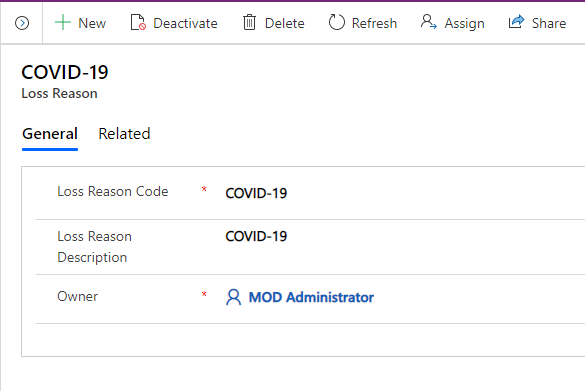 New Deactivate Delete Refresh Assign Share
COVID-19
Loss Reason
General Related
Loss Reason Code * COVID-19
Loss Reason COVID-19
Description
Owner * MOD Administrator